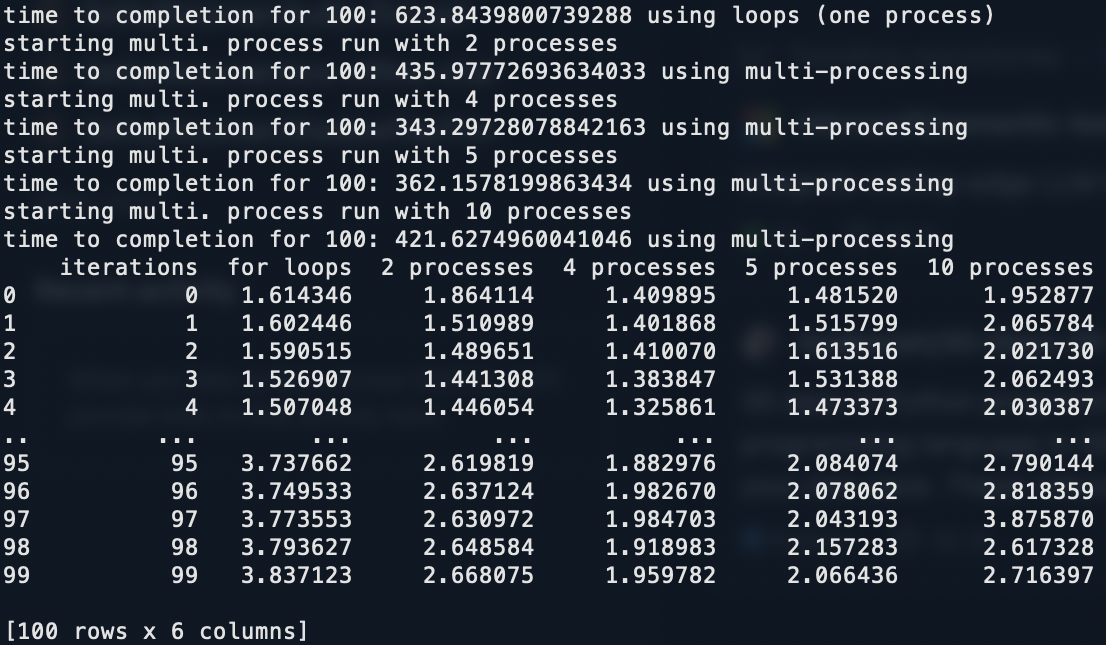 time to completion for 100: 623.8439800739288 using loops (one process)
starting multi. process run with 2 processes
time to completion for 100: 435.97772693634033 using multi-processing
starting multi. process run with 4 processes
time to completion for 100: 343.29728078842163 using multi-processing
starting multi. process run with 5 processes
time to completion for 100: 362.1578199863434 using multi-processing
starting multi. process run with 10 processes
time to completion for 100: 421.6274960041046 using multi-processing
    iterations  for loops  2 processes  4 processes  5 processes  10 processes
0            0   1.614346     1.864114     1.409895     1.481520      1.952877
1            1   1.602446     1.510989     1.401868     1.515799      2.065784
2            2   1.590515     1.489651     1.410070     1.613516      2.021730
3            3   1.526907     1.441308     1.383847     1.531388      2.062493
4            4   1.507048     1.446054     1.325861     1.473373      2.030387
..         ...        ...          ...          ...          ...           ...
95          95   3.737662     2.619819     1.882976     2.084074      2.790144
96          96   3.749533     2.637124     1.982670     2.078062      2.818359
97          97   3.773553     2.630972     1.984703     2.043193      3.875870
98          98   3.793627     2.648584     1.918983     2.157283      2.617328
99          99   3.837123     2.668075     1.959782     2.066436      2.716397
[100 rows x 6 columns]